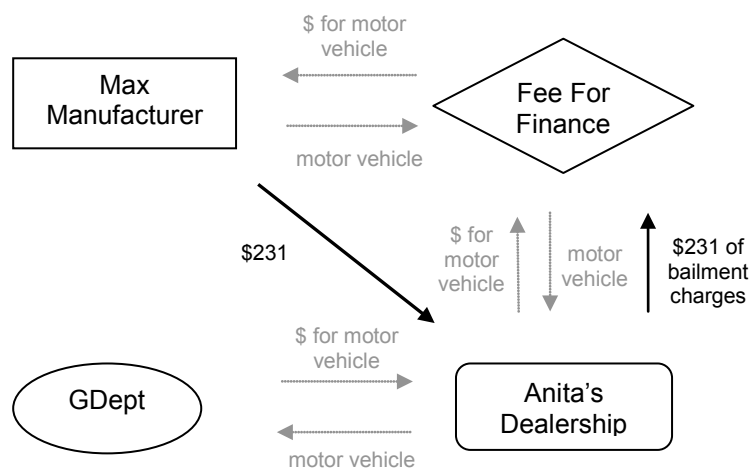 $ for motor
vehicle
Max
Manufacturer
Fee For
Finance
motor vehicle
$231
$ for
motor
vehicle
motor
vehicle
$231 of
bailment
charges
$ for motor
vehicle
GDept
Anita's
Dealership
motor vehicle